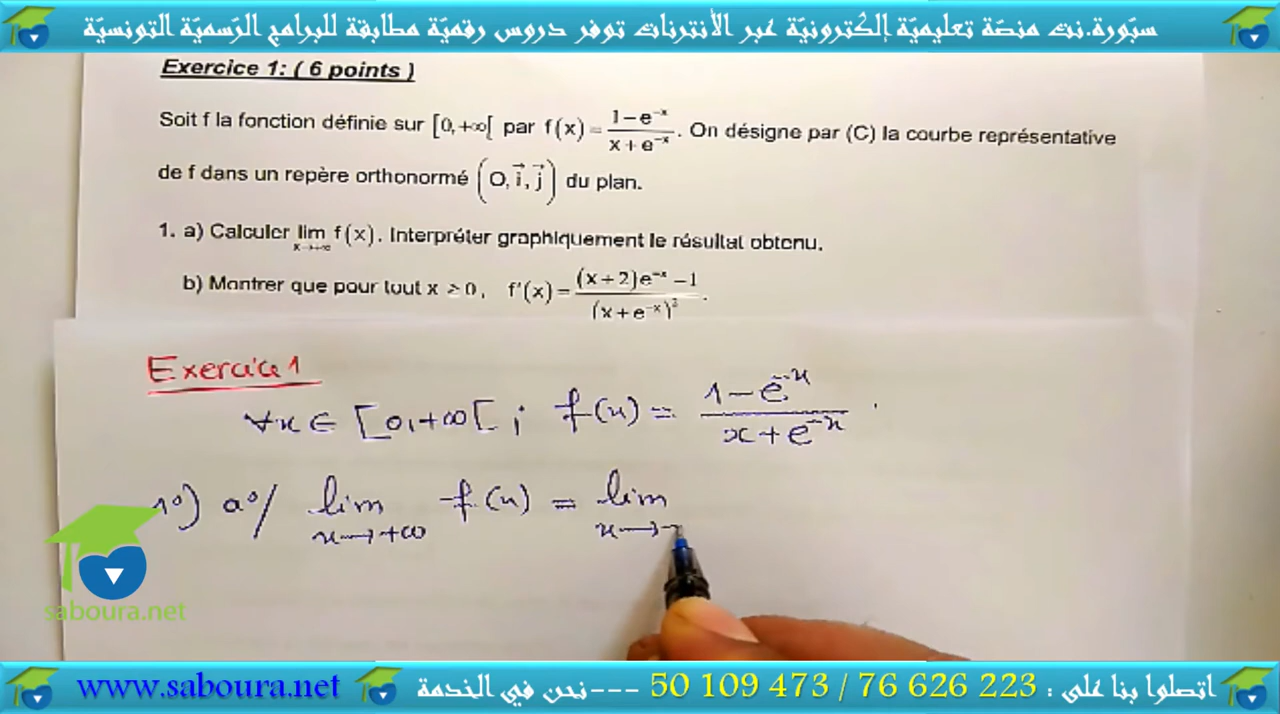 سبّورة.نت منصّة تعليميّة إلكترونيّة عبر الأنترنات توفر دروس رقميّة مطابقة للبرامج الرّسميّة التونسيّة
Exercice 1: ( 6 points )
Soit f la fonction définie sur [0, +∞[ par f(x) = (1 − e^{-x}) / (x + e^{-x}). On désigne par (C) la courbe représentative
de f dans un repère orthonormé (O, i⃗, j⃗) du plan.
1. a) Calculer lim x→+∞ f(x). Interpréter graphiquement le résultat obtenu.
b) Montrer que pour tout x ≥ 0, f'(x) = ((x + 2)e^{-x} − 1) / (x + e^{-x})².
Exercice 1
∀x ∈ [0, +∞[ ; f(x) = (1 − e^{-x}) / (x + e^{-x}) .
1°) a°/ lim x→+∞ f(x) = lim x→
saboura.net
www.saboura.net اتصلوا بنا على : 223 626 76 / 473 109 50 ---نحن في الخدمة